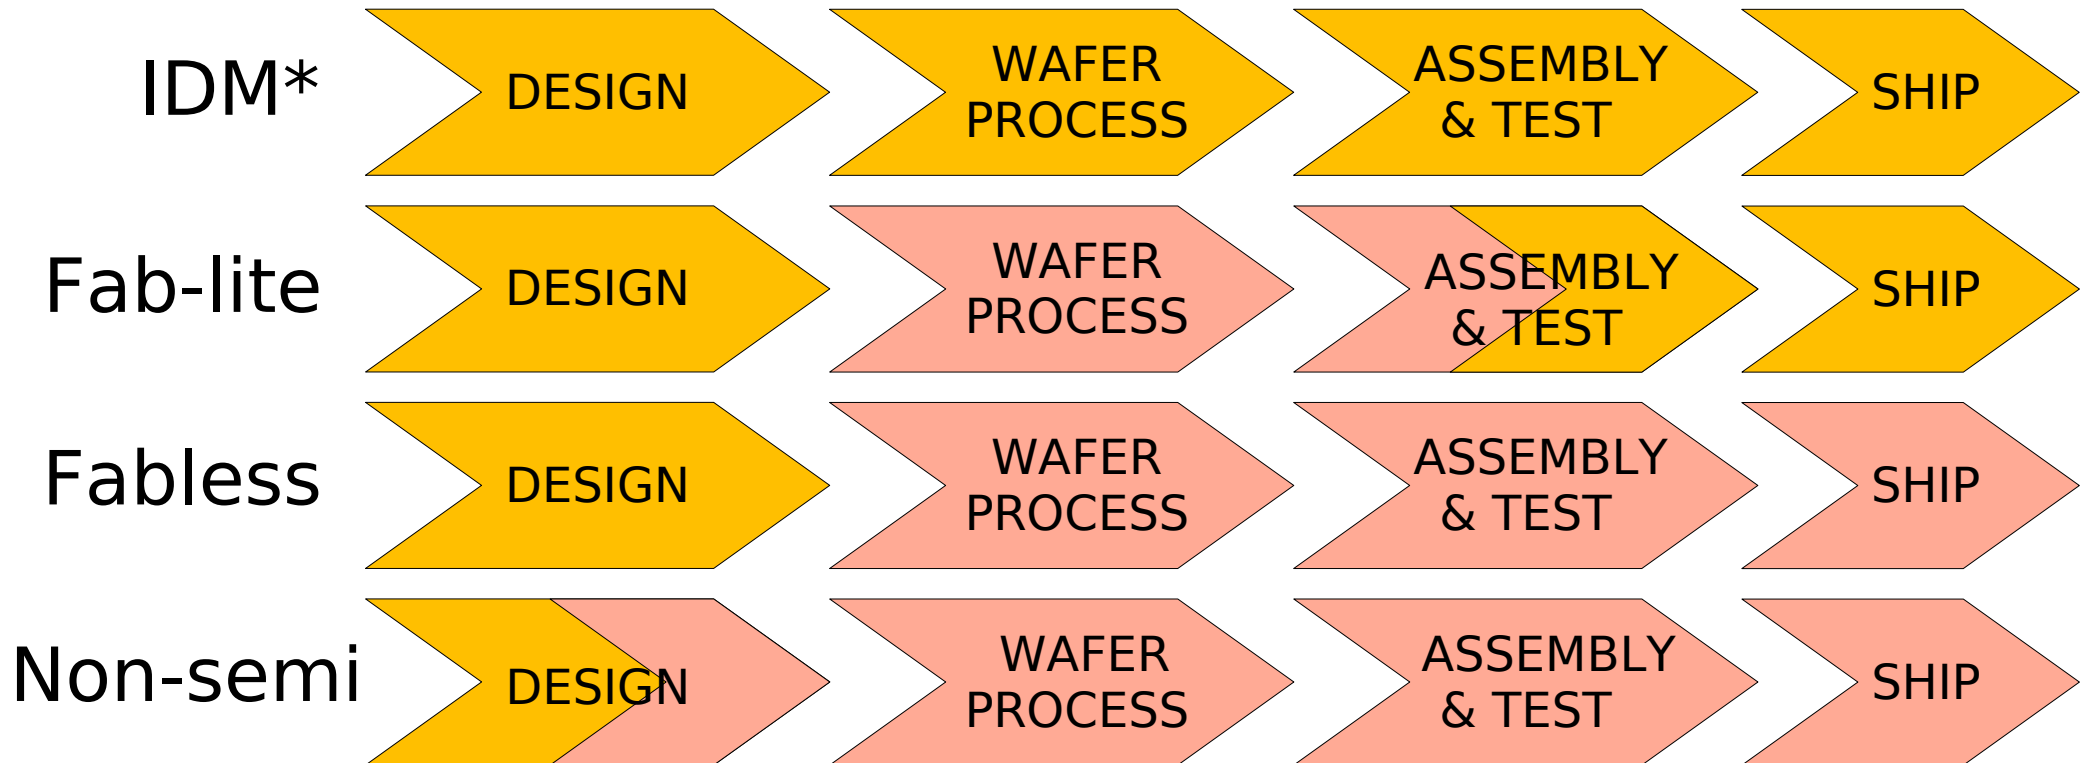 IDM*
DESIGN
WAFER
PROCESS
ASSEMBLY
& TEST
SHIP
Fab-lite
DESIGN
WAFER
PROCESS
ASSEMBLY
& TEST
SHIP
Fabless
DESIGN
WAFER
PROCESS
ASSEMBLY
& TEST
SHIP
Non-semi
DESIGN
WAFER
PROCESS
ASSEMBLY
& TEST
SHIP